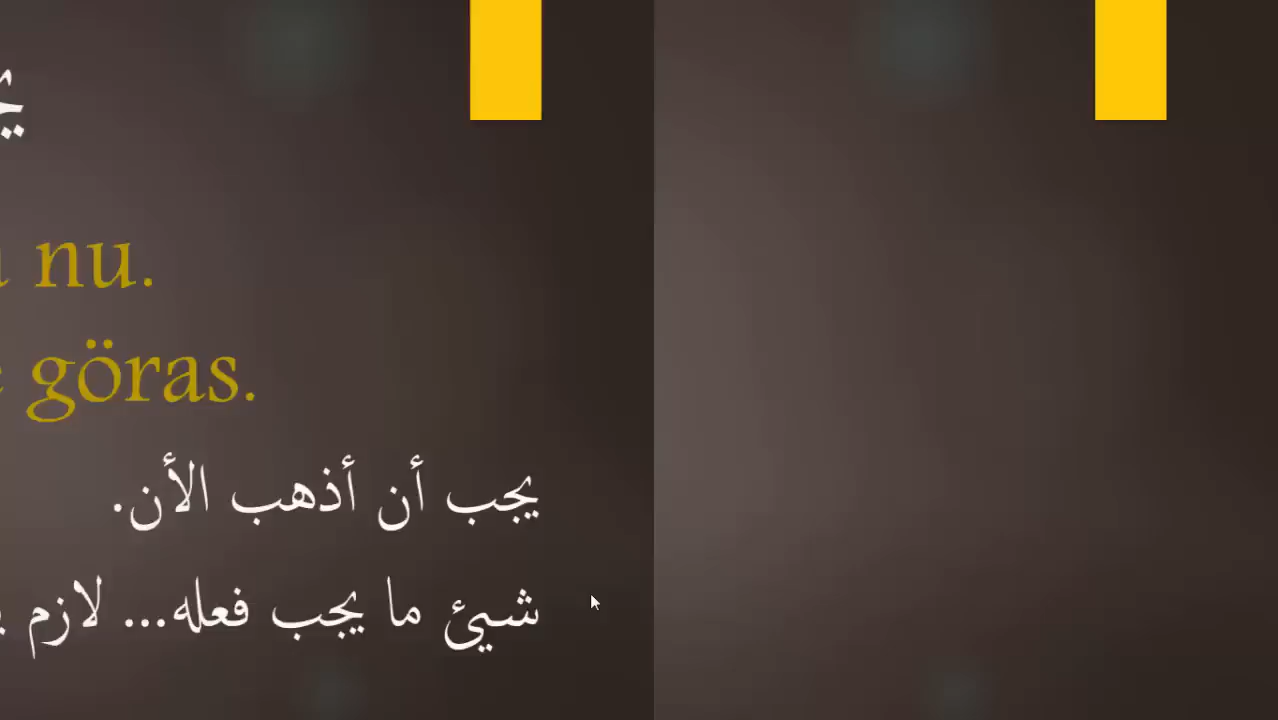 nu.
göras.
يجب أن أذهب الأن.
شيئ ما يجب فعله... لازم